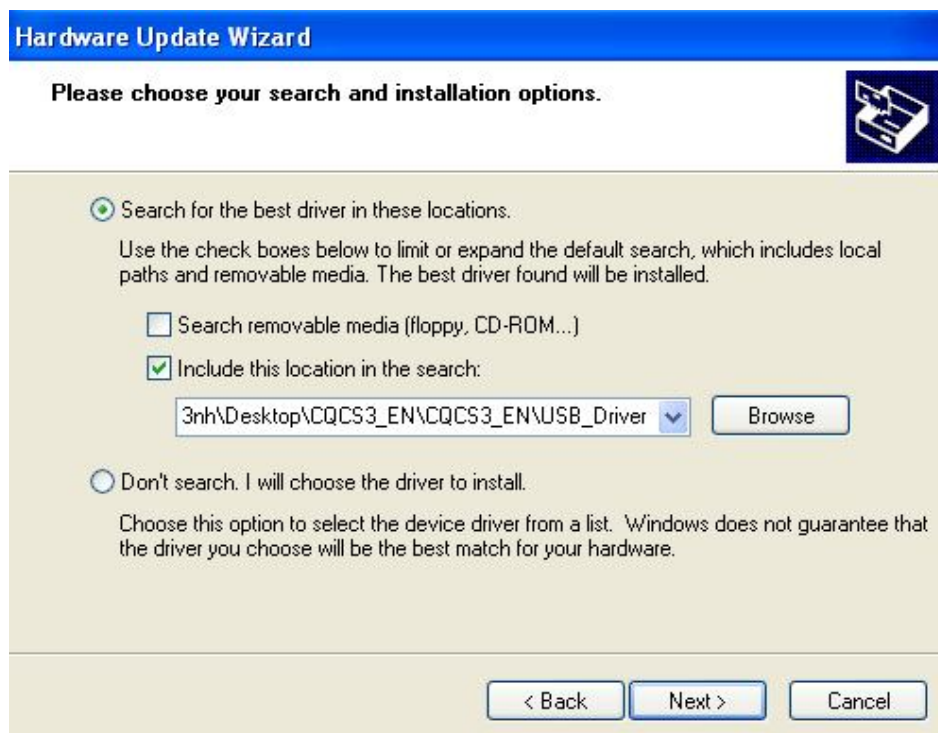 Hardware Update Wizard
Please choose your search and installation options.
Search for the best driver in these locations.
Use the check boxes below to limit or expand the default search, which includes local
paths and removable media. The best driver found will be installed.
Search removable media (floppy, CD-ROM...)
Include this location in the search:
3nh\Desktop\CQCS3_EN\CQCS3_EN\USB_Driver
Browse
Don't search. I will choose the driver to install.
Choose this option to select the device driver from a list. Windows does not guarantee that
the driver you choose will be the best match for your hardware.
< Back
Next >
Cancel